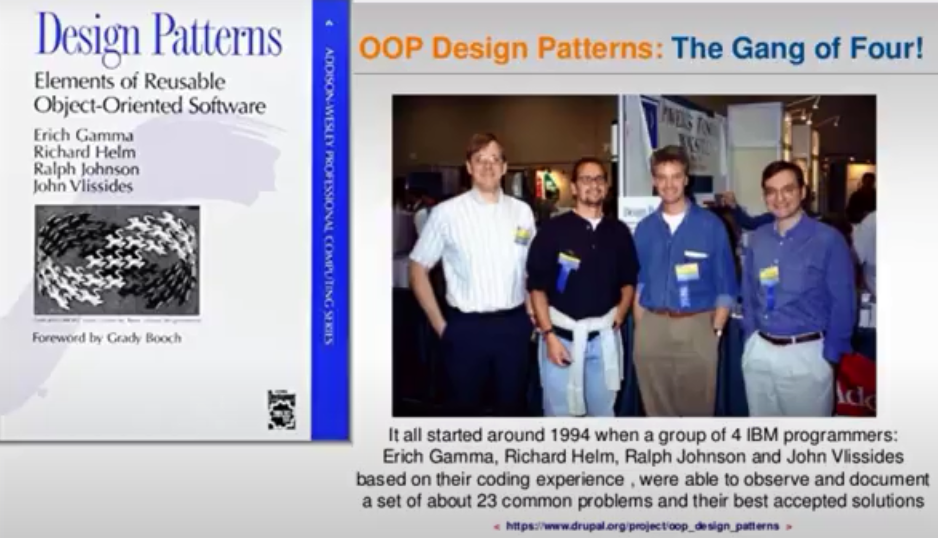 Design Patterns
Elements of Reusable
Object-Oriented Software
Erich Gamma
Richard Helm
Ralph Johnson
John Vlissides
Foreword by Grady Booch
ADDISON-WESLEY PROFESSIONAL COMPUTING SERIES
OOP Design Patterns: The Gang of Four!
It all started around 1994 when a group of 4 IBM programmers:
Erich Gamma, Richard Helm, Ralph Johnson and John Vlissides
based on their coding experience , were able to observe and document
a set of about 23 common problems and their best accepted solutions
< https://www.drupal.org/project/oop_design_patterns >